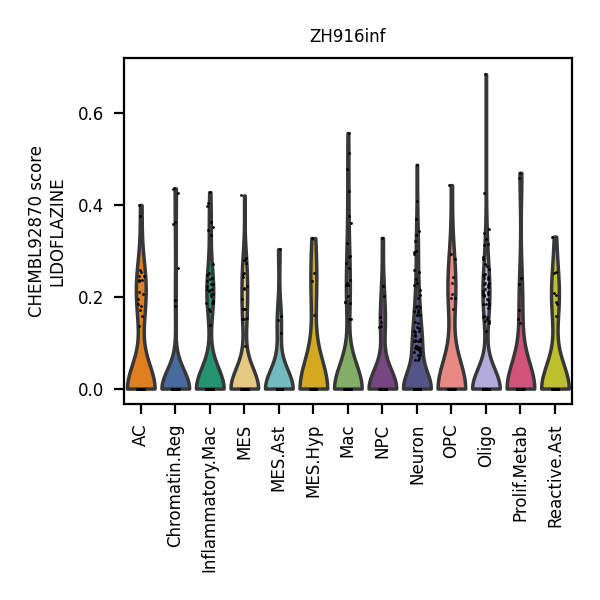 ZH916inf
CHEMBL92870 score
LIDOFLAZINE
0.6
0.4
0.2
0.0
AC
Chromatin.Reg
Inflammatory.Mac
MES
MES.Ast
MES.Hyp
Mac
NPC
Neuron
OPC
Oligo
Prolif.Metab
Reactive.Ast